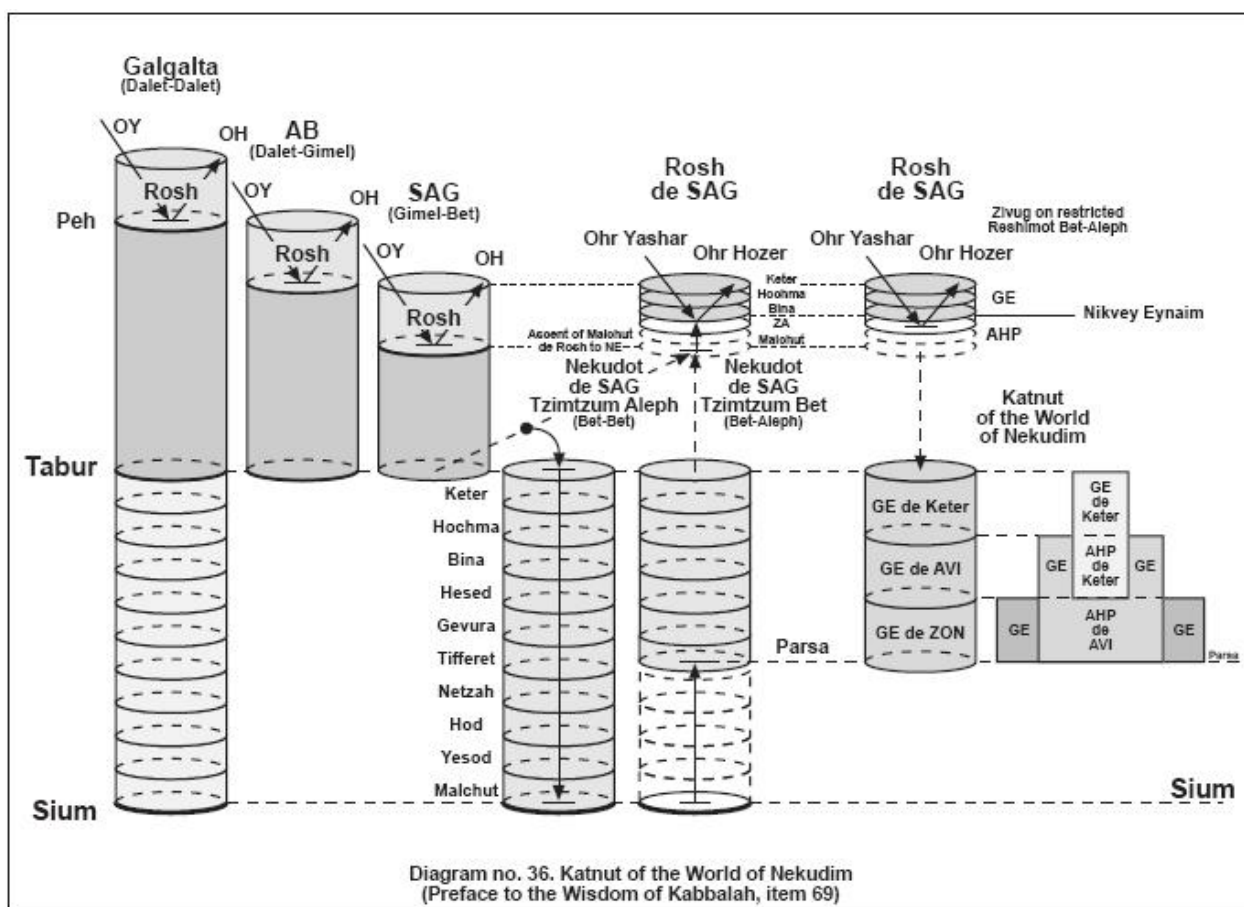 Galgalta
(Dalet-Dalet)
OY
OH
Rosh
AB
(Dalet-Gimel)
OY
OH
Rosh
SAG
(Gimel-Bet)
OY
OH
Rosh
Peh
Tabur
Sium
Rosh
de SAG
Ohr Yashar
Ohr Hozer
Keter
Hochma
Bina
ZA
Malchut
Ascent of Malchut
de Rosh to NE
Rosh
de SAG
Zivug on restricted
Reshimot Bet-Aleph
Ohr Yashar
Ohr Hozer
GE
AHP
Nikvey Eynaim
Nekudot
de SAG
Tzimtzum Aleph
(Bet-Bet)
Nekudot
de SAG
Tzimtzum Bet
(Bet-Aleph)
Katnut
of the World
of Nekudim
Keter
Hochma
Bina
Hesed
Gevura
Tifferet
Netzah
Hod
Yesod
Malchut
GE de Keter
GE de AVI
GE de ZON
Parsa
GE
de
Keter
GE
AHP
de
Keter
GE
GE
AHP
de
AVI
GE
Parsa
Sium
Diagram no. 36. Katnut of the World of Nekudim
(Preface to the Wisdom of Kabbalah, item 69)